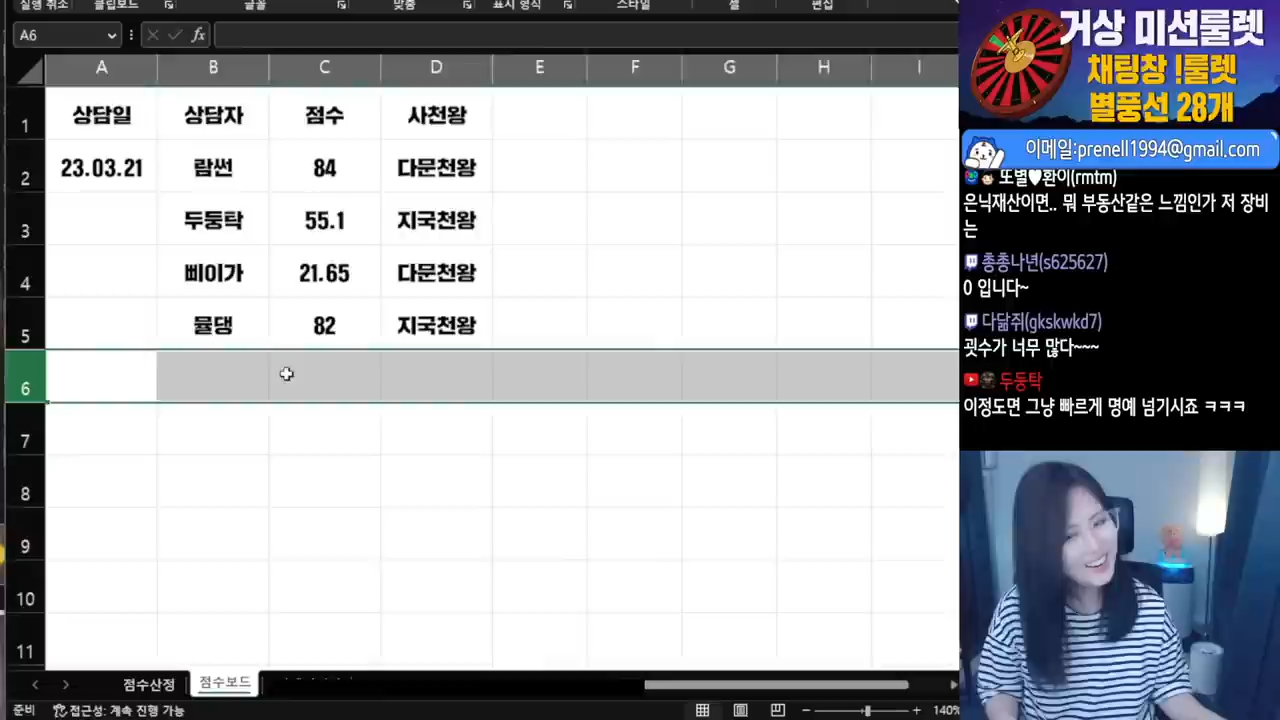 실행 취소 클립보드 글꼴 맞춤 표시 형식 스타일 셀 편집
A6 fx
A B C D E F G H I
1 상담일 상담자 점수 사천왕
2 23.03.21 람썬 84 다문천왕
3 두둥탁 55.1 지국천왕
4 삐이가 21.65 다문천왕
5 뮬댕 82 지국천왕
6
7
8
9
10
11
점수산정 점수보드
준비 접근성: 계속 진행 가능 140%
거상 미션룰렛
채팅창 !룰렛
별풍선 28개
이메일:prenell1994@gmail.com
또별♥환이(rmtm)
은닉재산이면.. 뭐 부동산같은 느낌인가 저 장비
는
총총나년(s625627)
0 입니다~
다닮쥐(gkskwkd7)
굇수가 너무 많다~~~
두둥탁
이정도면 그냥 빠르게 명예 넘기시죠 ㅋㅋㅋ